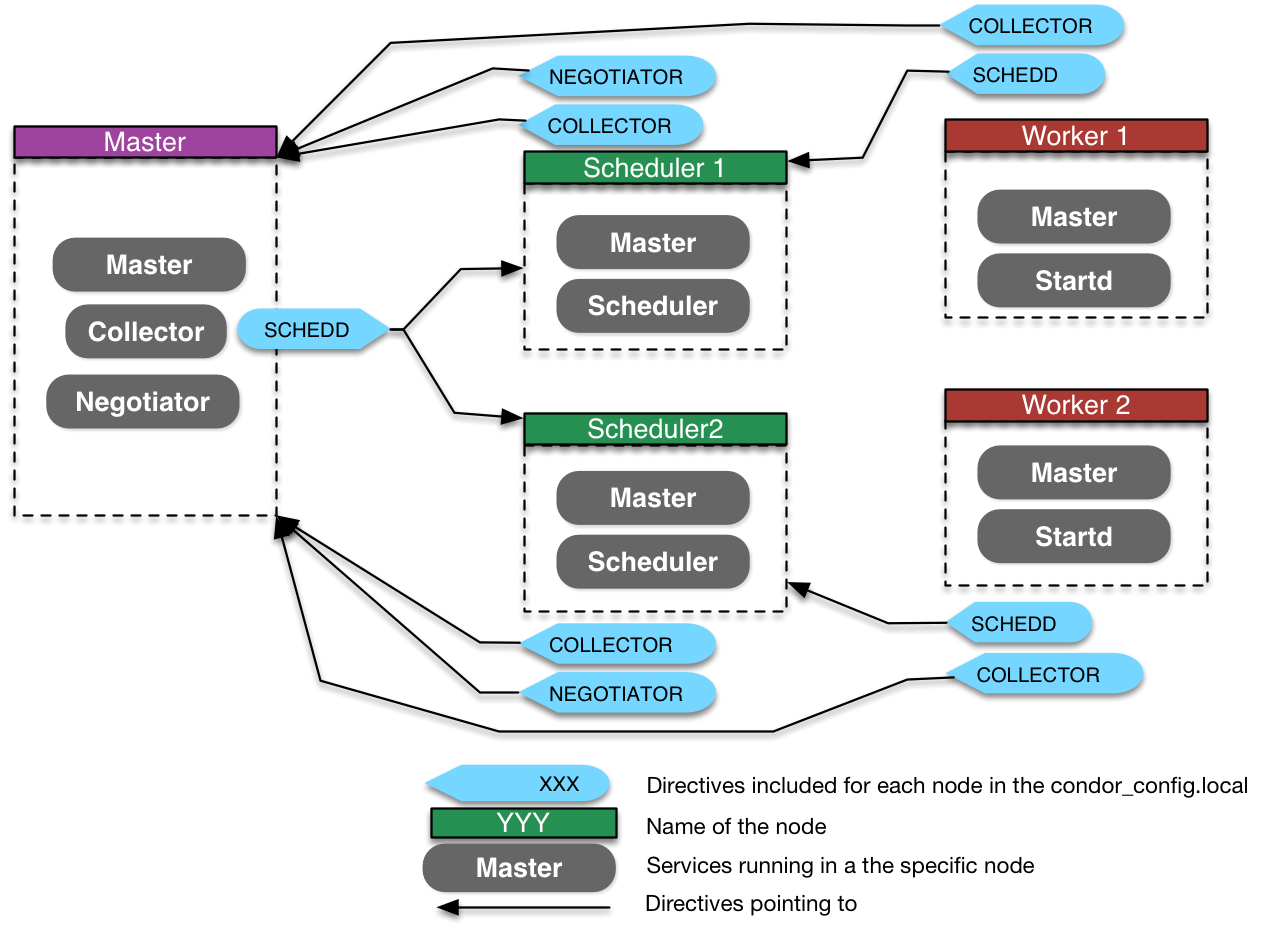 COLLECTOR
NEGOTIATOR
SCHEDD
COLLECTOR
Master
Worker 1
Scheduler 1
Master
Master
Master
Startd
Scheduler
Collector
SCHEDD
Negotiator
Worker 2
Scheduler2
Master
Master
Startd
Scheduler
SCHEDD
COLLECTOR
COLLECTOR
NEGOTIATOR
XXX Directives included for each node in the condor_config.local
YYY Name of the node
Master Services running in a the specific node
Directives pointing to